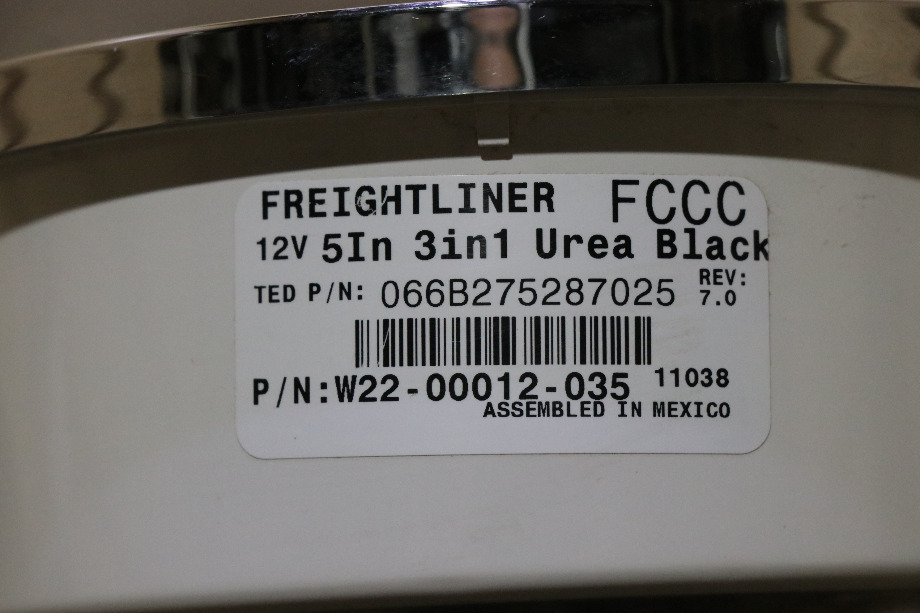 FREIGHTLINER FCCC
12V 5In 3in1 Urea Black
TED P/N: 066B275287025 REV: 7.0
P/N:W22-00012-035 11038
ASSEMBLED IN MEXICO